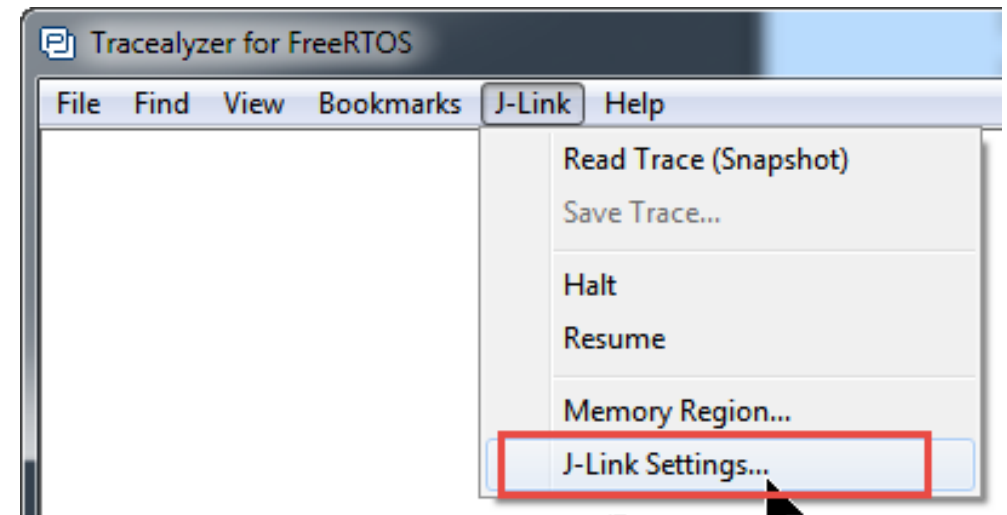 Tracealyzer for FreeRTOS
File Find View Bookmarks J-Link Help
Read Trace (Snapshot)
Save Trace...
Halt
Resume
Memory Region...
J-Link Settings...